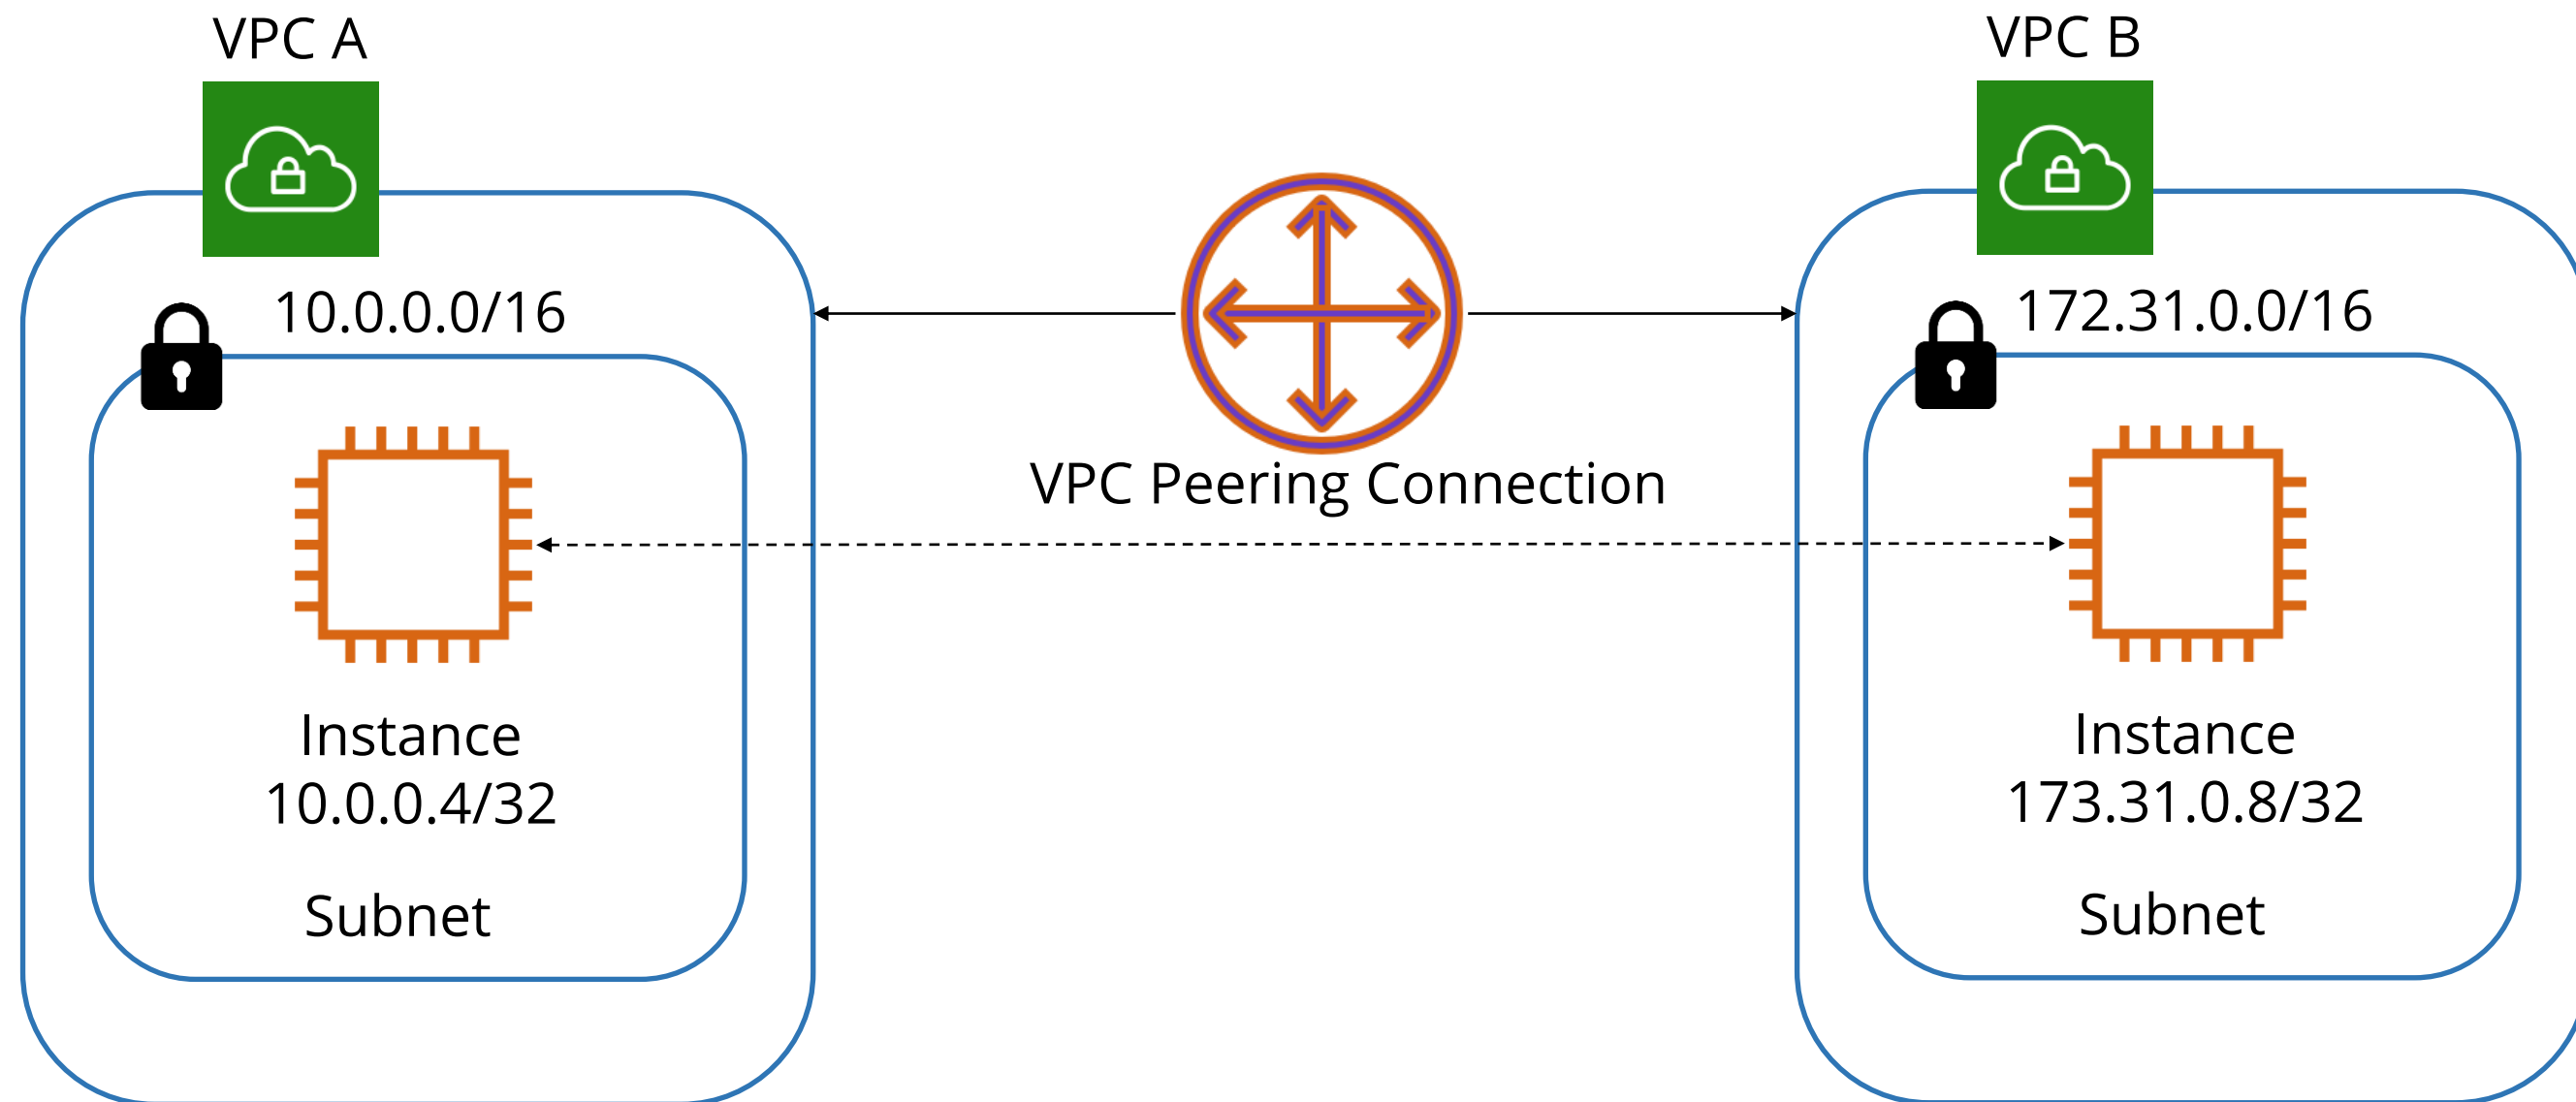 VPC A
10.0.0.0/16
Instance
10.0.0.4/32
Subnet
VPC Peering Connection
VPC B
172.31.0.0/16
Instance
173.31.0.8/32
Subnet